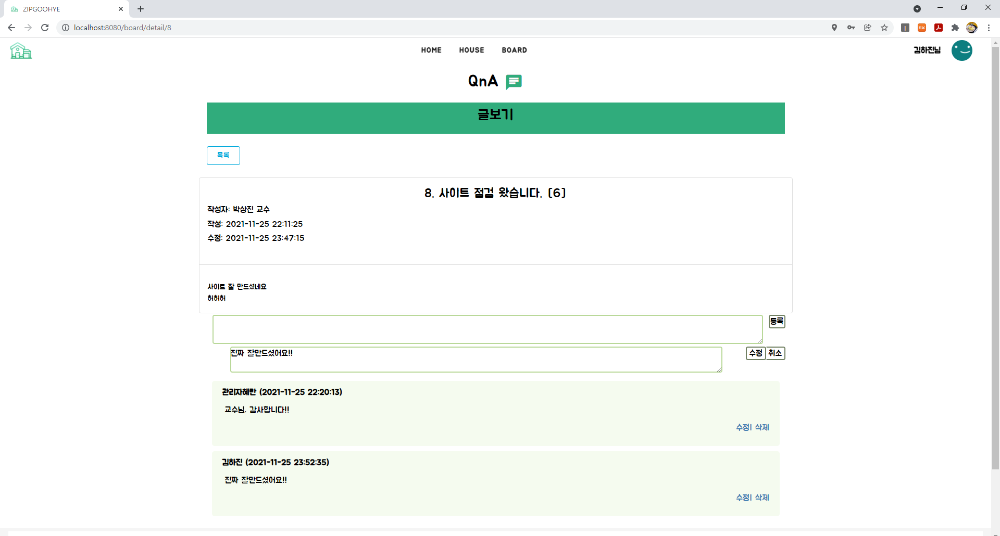 ZIPGOOHYE
localhost:8080/board/detail/8
HOME HOUSE BOARD 김하진님
QnA
글보기
목록
8. 사이트 점검 왔습니다. [6]
작성자: 박상진 교수
작성: 2021-11-25 22:11:25
수정: 2021-11-25 23:47:15
사이트 잘 만드셨네요
허허허
등록
진짜 잘만드셨어요!!
수정 취소
관리자혜란 (2021-11-25 22:20:13)
교수님, 감사합니다!!
수정| 삭제
김하진 (2021-11-25 23:52:35)
진짜 잘만드셨어요!!
수정| 삭제